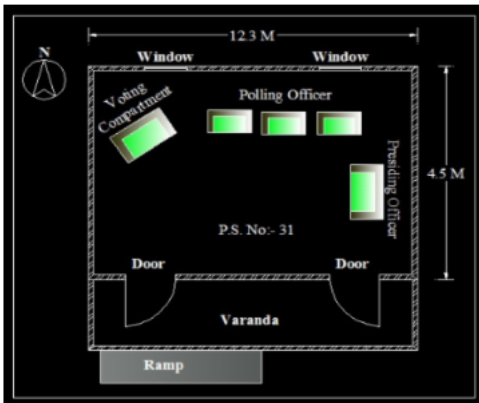 12.3 M
N
Window
Window
Voting
Compartment
Polling Officer
Presiding Officer
4.5 M
P.S. No:- 31
Door
Door
Varanda
Ramp